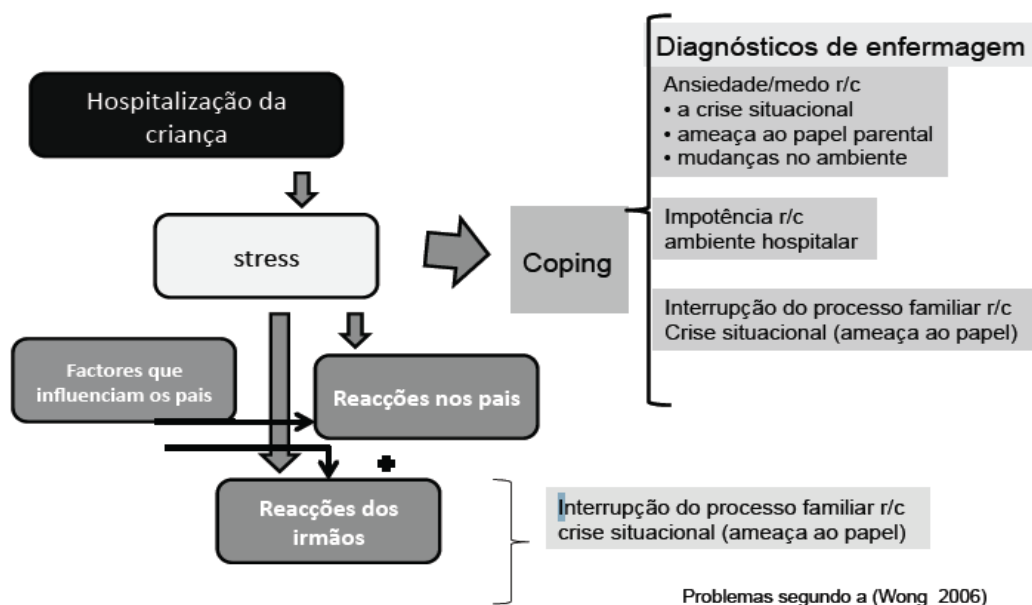 Hospitalização da
criança
stress
Factores que
influenciam os pais
Reacções nos pais
Reacções dos
irmãos
Coping
Diagnósticos de enfermagem
Ansiedade/medo r/c
• a crise situacional
• ameaça ao papel parental
• mudanças no ambiente
Impotência r/c
ambiente hospitalar
Interrupção do processo familiar r/c
Crise situacional (ameaça ao papel)
Interrupção do processo familiar r/c
crise situacional (ameaça ao papel)
Problemas segundo a (Wong 2006)